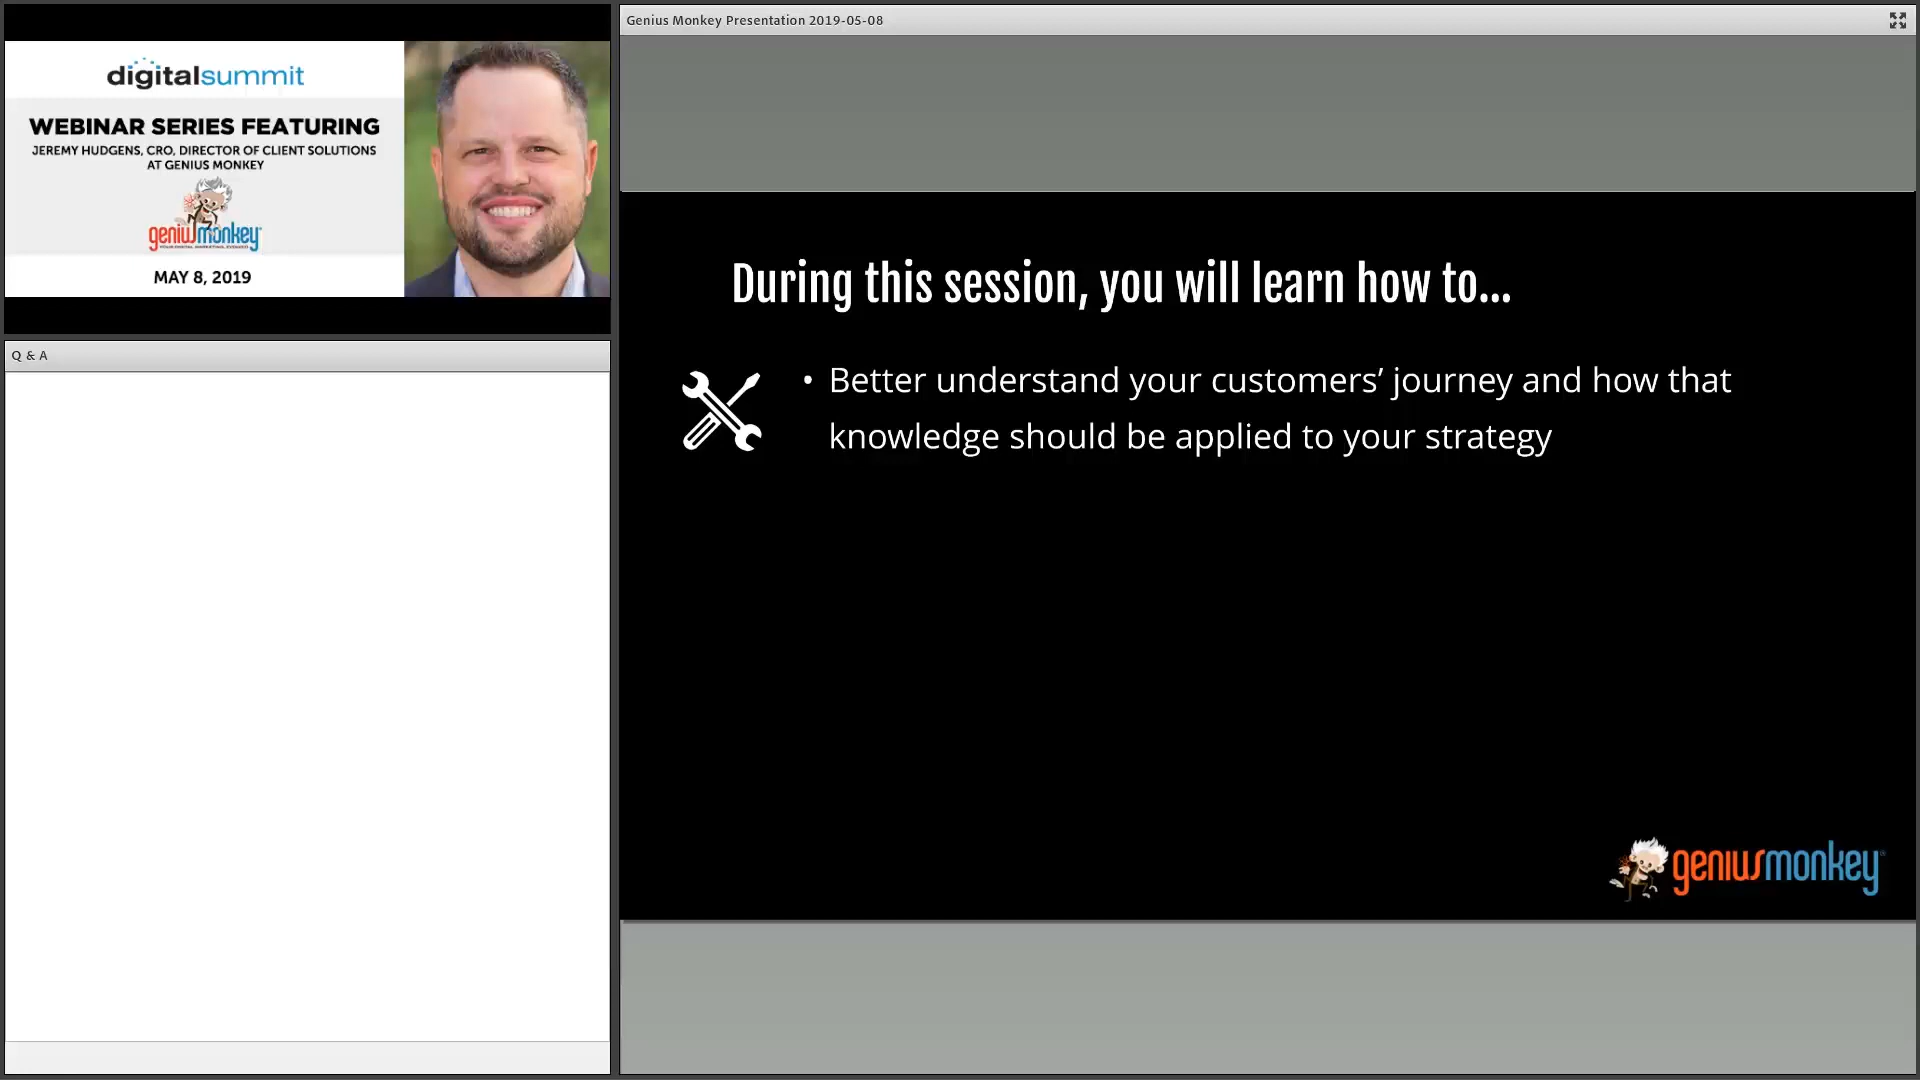 digitalsummit
WEBINAR SERIES FEATURING
JEREMY HUDGENS, CRO, DIRECTOR OF CLIENT SOLUTIONS
AT GENIUS MONKEY
geniusmonkey
MAY 8, 2019
Q & A
Genius Monkey Presentation 2019-05-08
During this session, you will learn how to...
• Better understand your customers’ journey and how that
knowledge should be applied to your strategy
geniusmonkey®